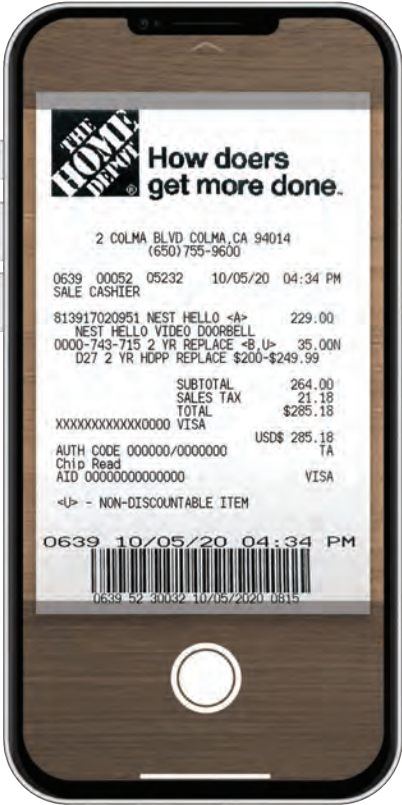 THE
HOME
DEPOT
®
How doers
get more done™
2 COLMA BLVD COLMA,CA 94014
(650)755-9600
0639 00052 05232 10/05/20 04:34 PM
SALE CASHIER
813917020951 NEST HELLO <A> 229.00
NEST HELLO VIDEO DOORBELL
0000-743-715 2 YR REPLACE <B,U> 35.00N
D27 2 YR HDPP REPLACE $200-$249.99
SUBTOTAL 264.00
SALES TAX 21.18
TOTAL $285.18
XXXXXXXXXXXX0000 VISA
USD$ 285.18
AUTH CODE 000000/0000000 TA
Chip Read
AID 00000000000000 VISA
<U> - NON-DISCOUNTABLE ITEM
0639 10/05/20 04:34 PM
0639 52 30032 10/05/2020 0815